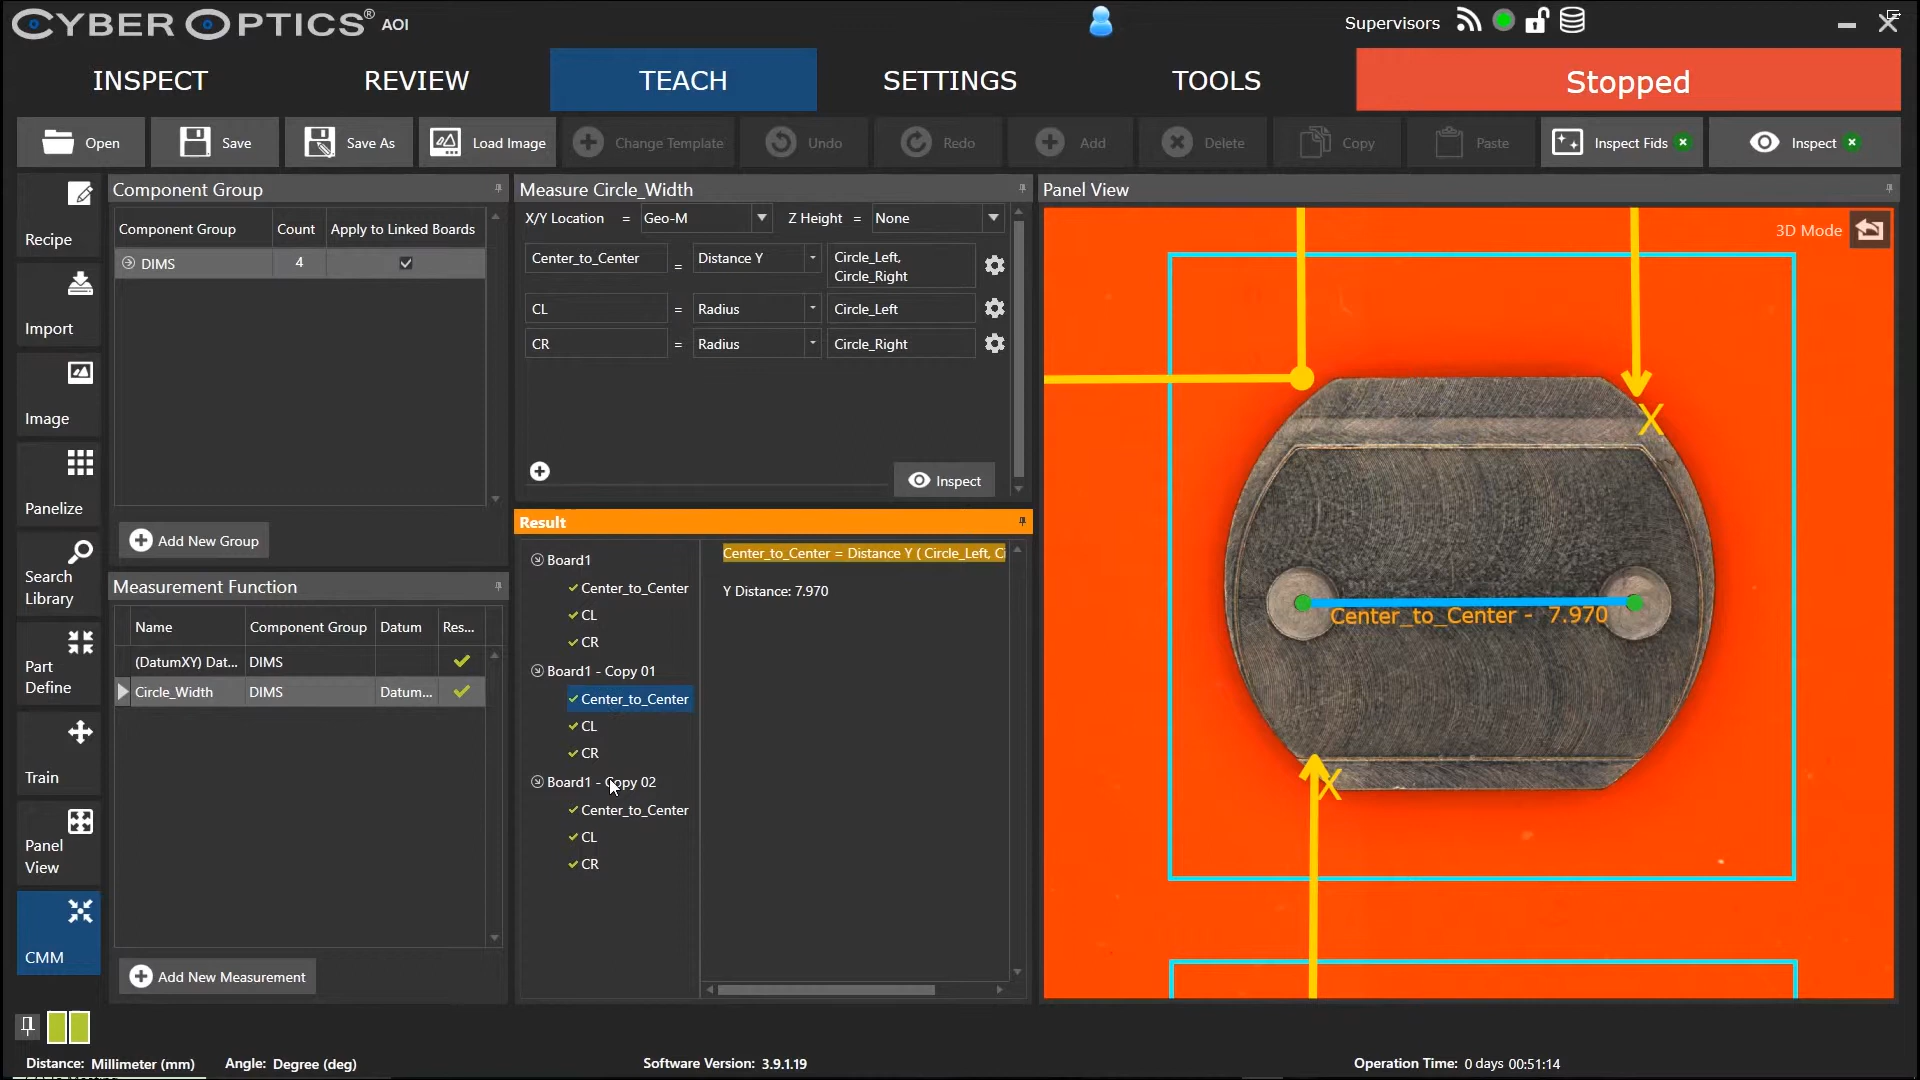 CYBEROPTICS® AOI
Supervisors
INSPECT REVIEW TEACH SETTINGS TOOLS Stopped
Open Save Save As Load Image Change Template Undo Redo Add Delete Copy Paste Inspect Fids Inspect
Recipe
Import
Image
Panelize
Search
Library
Part
Define
Train
Panel
View
CMM
Component Group
Component Group Count Apply to Linked Boards
DIMS 4
Add New Group
Measurement Function
Name Component Group Datum Res...
(DatumXY) Dat... DIMS
Circle_Width DIMS Datum...
Add New Measurement
Measure Circle_Width
X/Y Location = Geo-M Z Height = None
Center_to_Center = Distance Y Circle_Left,
Circle_Right
CL = Radius Circle_Left
CR = Radius Circle_Right
Inspect
Result
Board1
Center_to_Center
CL
CR
Board1 - Copy 01
Center_to_Center
CL
CR
Board1 - Copy 02
Center_to_Center
CL
CR
Center_to_Center = Distance Y ( Circle_Left, Ci
Y Distance: 7.970
Panel View
3D Mode
X
Center_to_Center - 7.970
X
Distance: Millimeter (mm) Angle: Degree (deg) Software Version: 3.9.1.19 Operation Time: 0 days 00:51:14